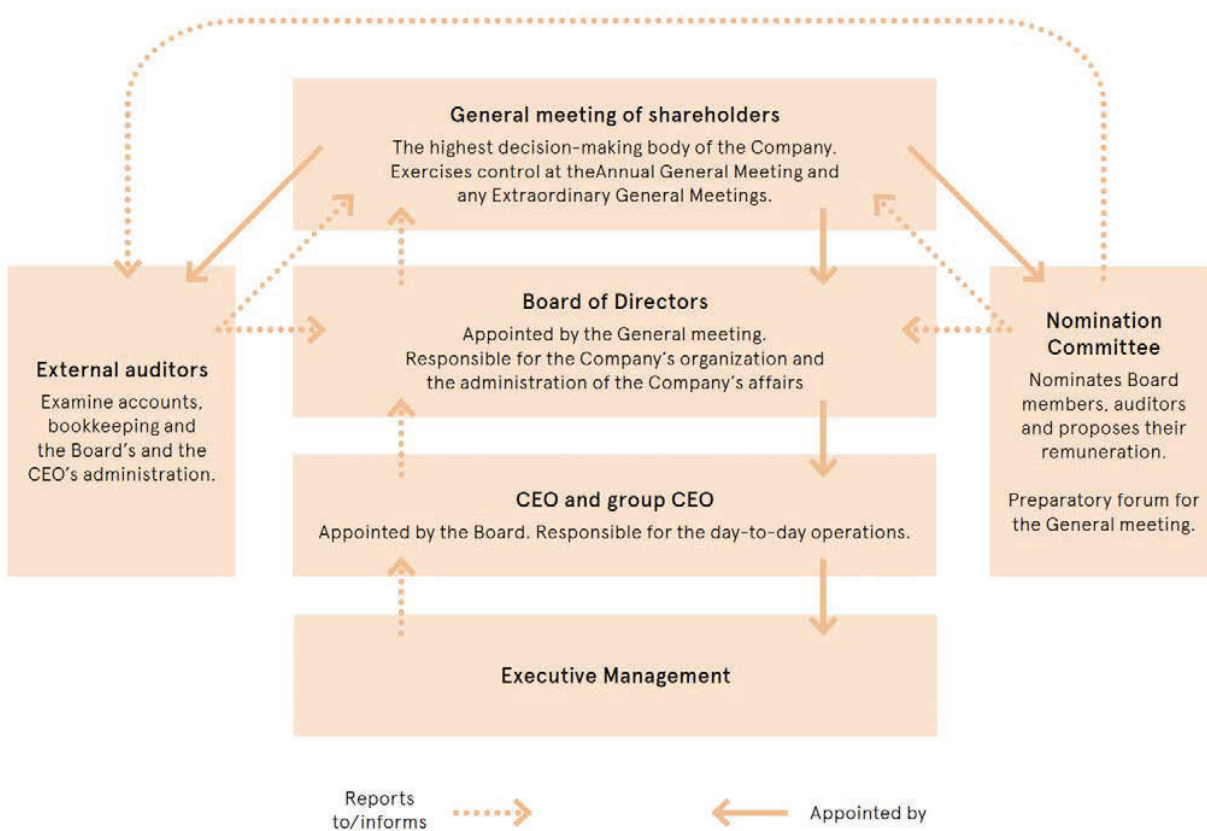 General meeting of shareholders
The highest decision-making body of the Company.
Exercises control at theAnnual General Meeting and
any Extraordinary General Meetings.
Board of Directors
Appointed by the General meeting.
Responsible for the Company's organization and
the administration of the Company's affairs
External auditors
Examine accounts,
bookkeeping and
the Board's and the
CEO's administration.
Nomination
Committee
Nominates Board
members, auditors
and proposes their
remuneration.
Preparatory forum for
the General meeting.
CEO and group CEO
Appointed by the Board. Responsible for the day-to-day operations.
Executive Management
Reports
to/informs
Appointed by